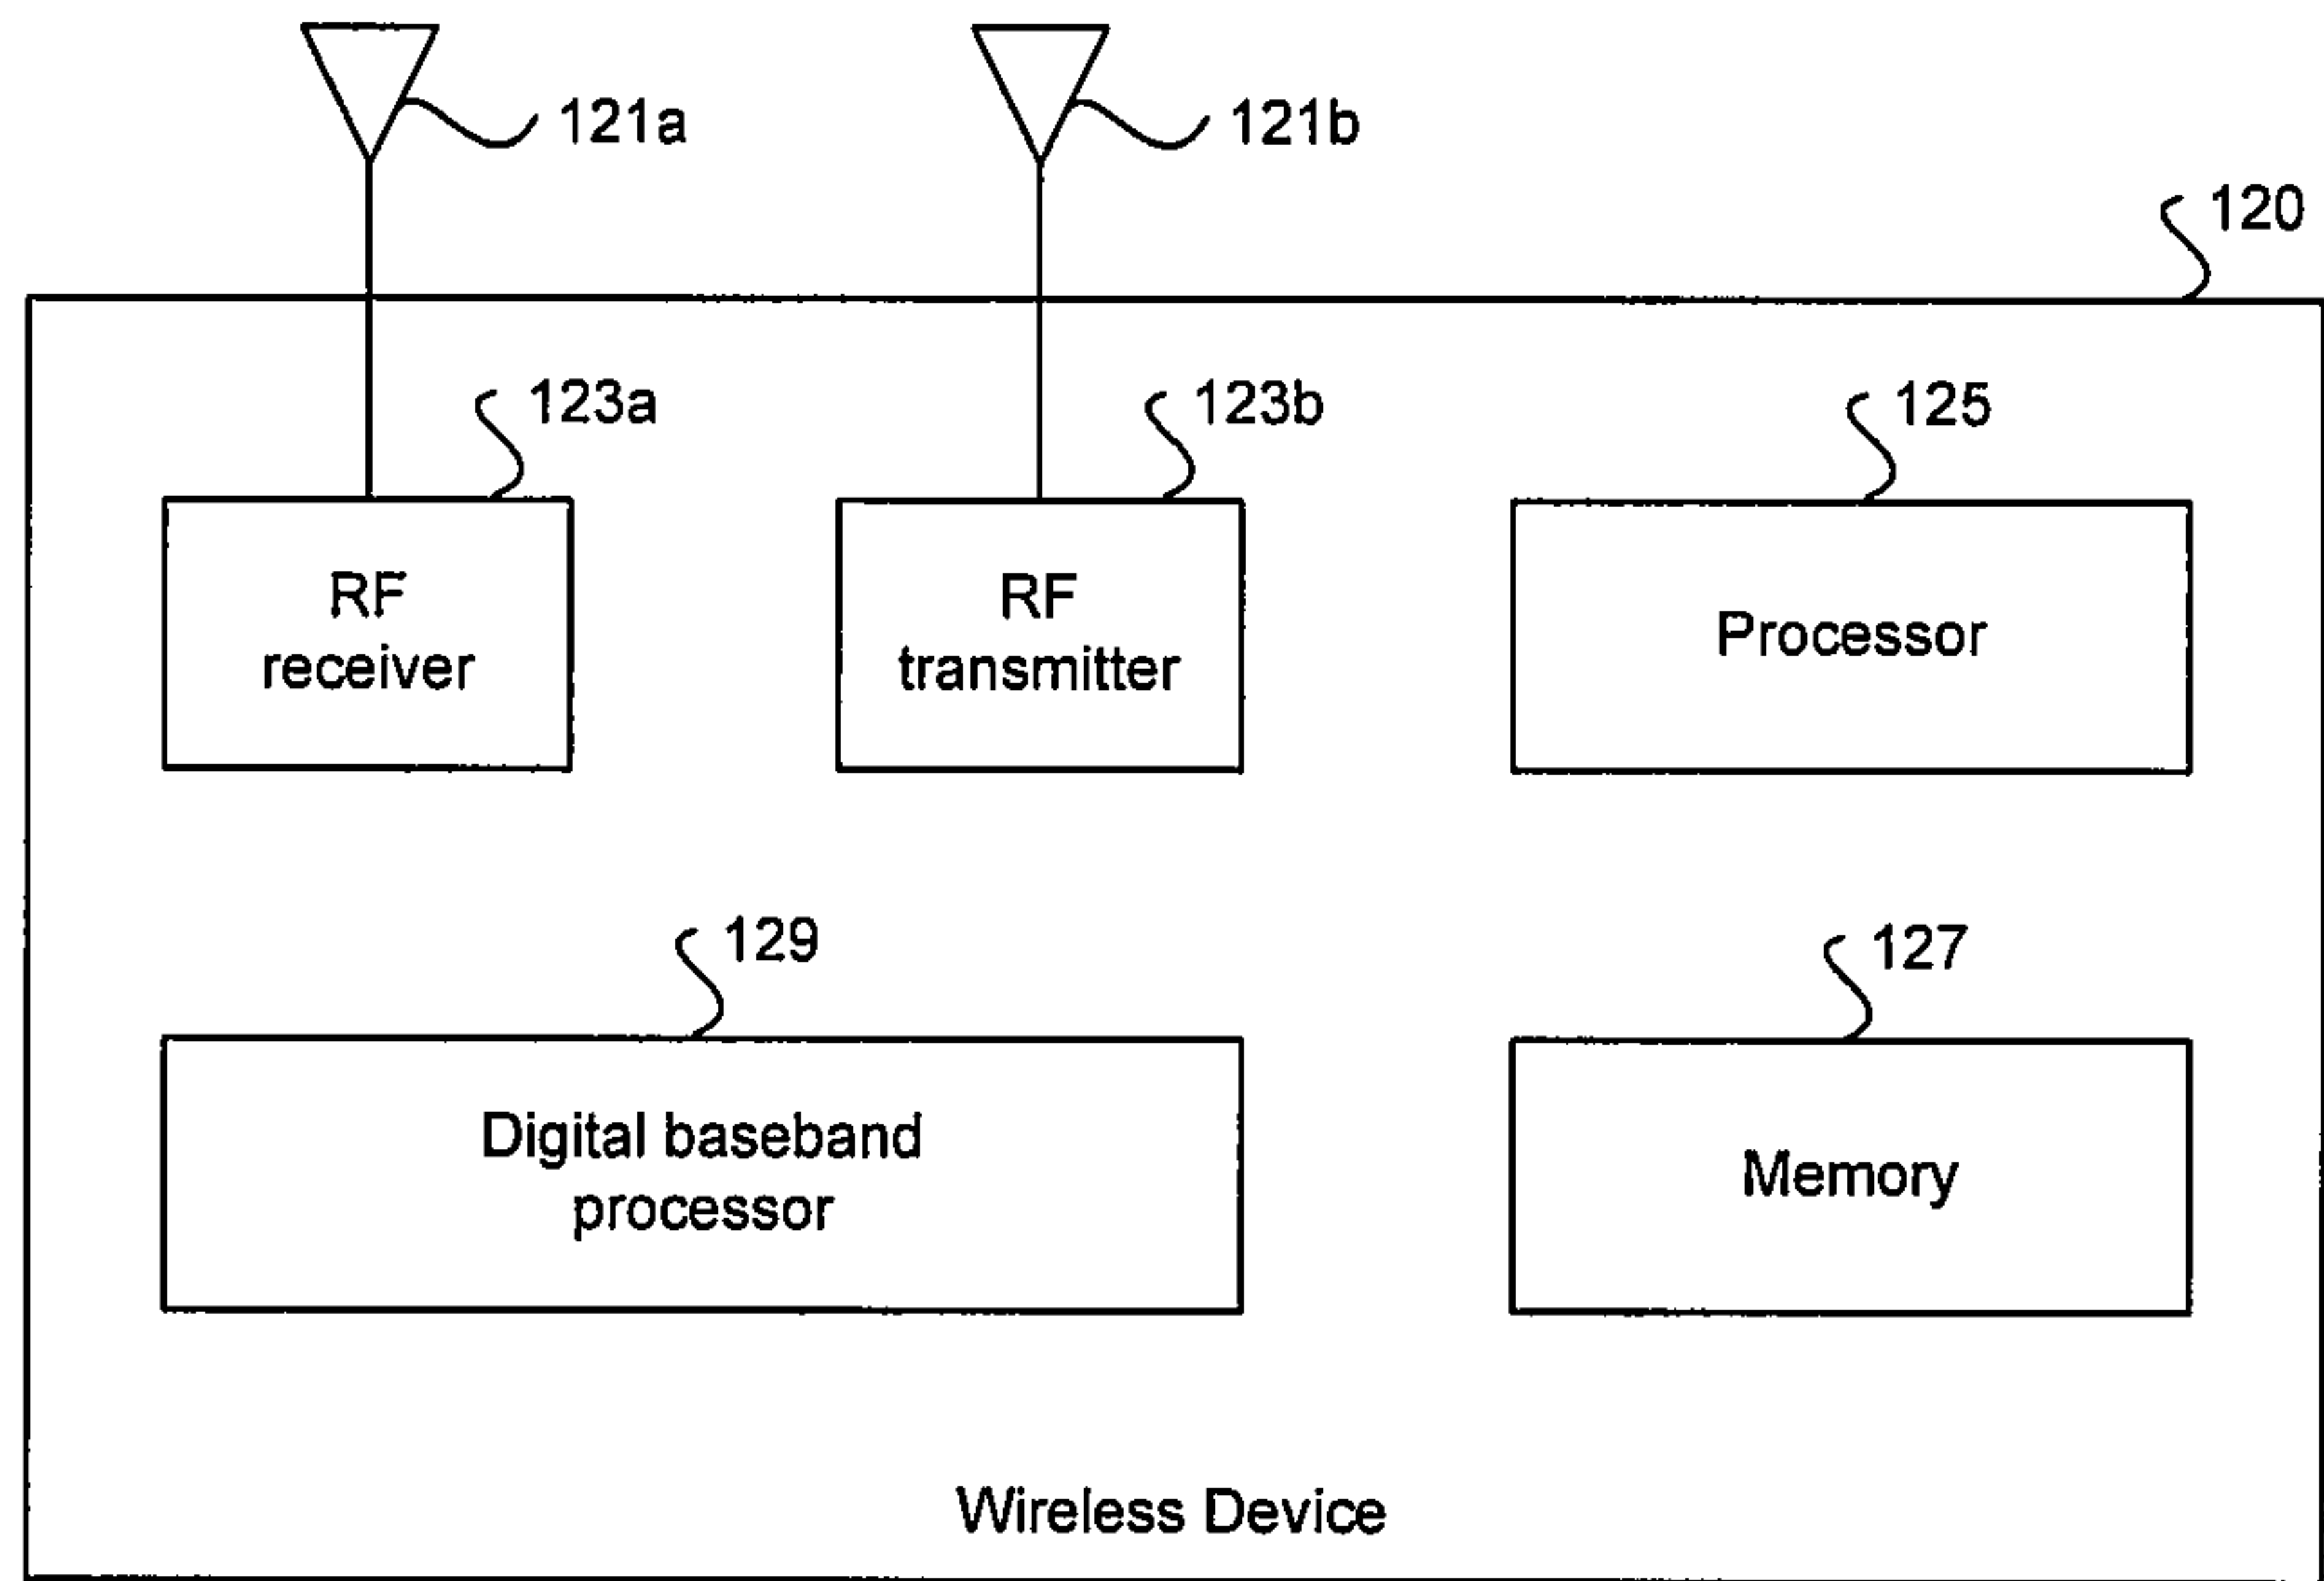 121a
121b
120
123a
123b
125
RF
receiver
RF
transmitter
Processor
129
127
Digital baseband
processor
Memory
Wireless Device